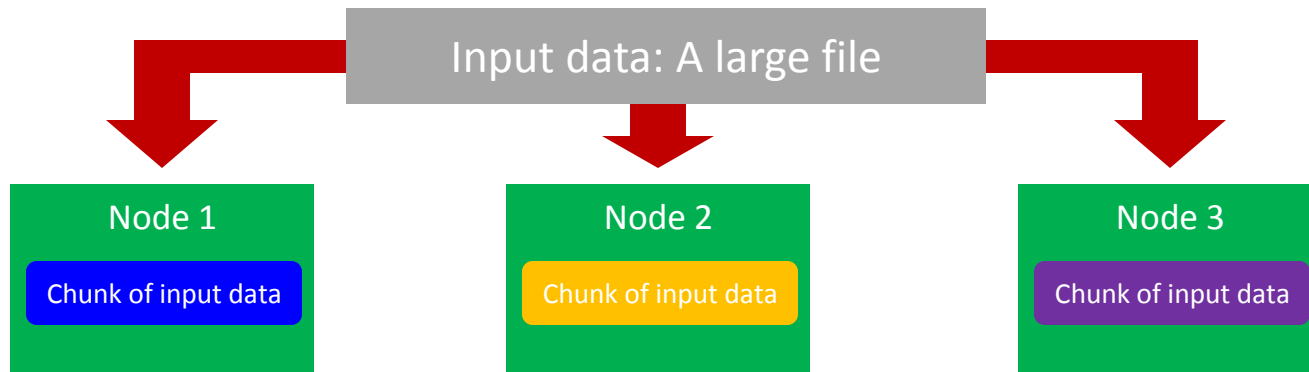 Input data: A large file
Node 1
Node 2
Node 3
Chunk of input data
Chunk of input data
Chunk of input data